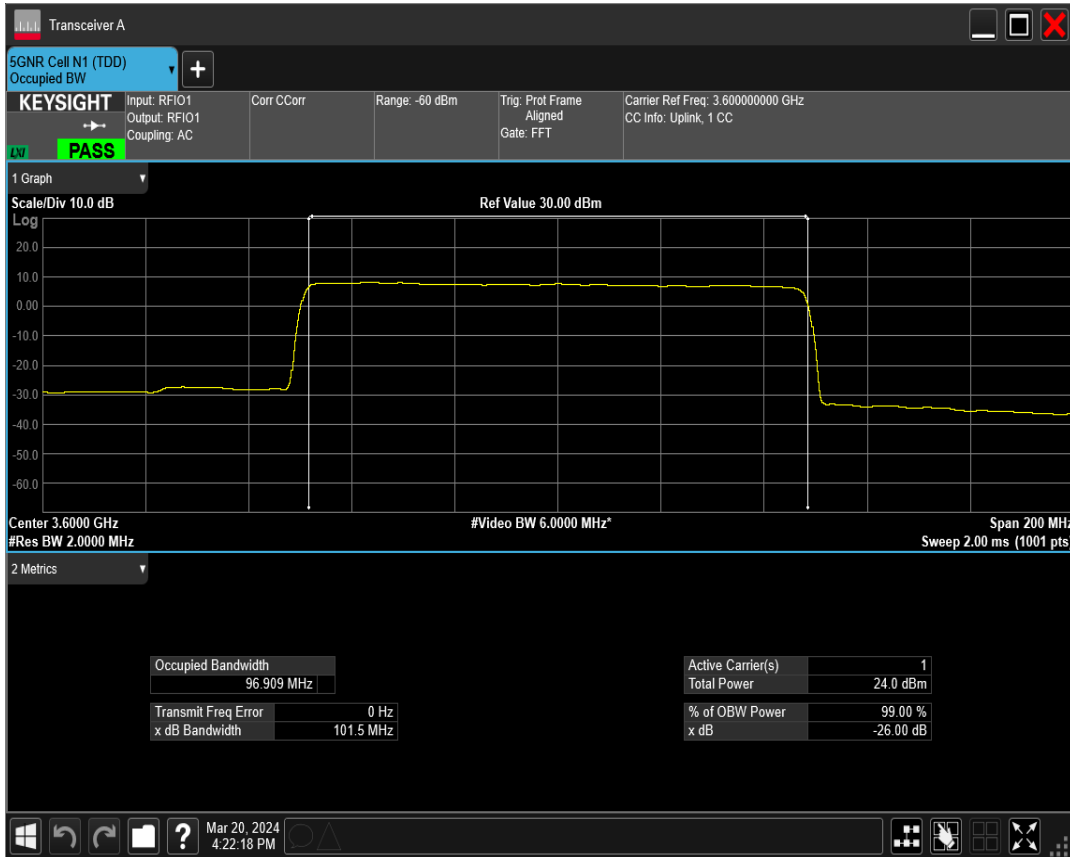 Transceiver A
5GNR Cell N1 (TDD)
Occupied BW
+
KEYSIGHT
LXI
PASS
Input: RFIO1
Output: RFIO1
Coupling: AC
Corr CCorr
Range: -60 dBm
Trig: Prot Frame
Aligned
Gate: FFT
Carrier Ref Freq: 3.600000000 GHz
CC Info: Uplink, 1 CC
1 Graph
Scale/Div 10.0 dB
Ref Value 30.00 dBm
Log
20.0
10.0
0.00
-10.0
-20.0
-30.0
-40.0
-50.0
-60.0
Center 3.6000 GHz
#Video BW 6.0000 MHz*
Span 200 MHz
#Res BW 2.0000 MHz
Sweep 2.00 ms (1001 pts)
2 Metrics
Occupied Bandwidth
96.909 MHz
Transmit Freq Error 0 Hz
x dB Bandwidth 101.5 MHz
Active Carrier(s) 1
Total Power 24.0 dBm
% of OBW Power 99.00 %
x dB -26.00 dB
?
Mar 20, 2024
4:22:18 PM